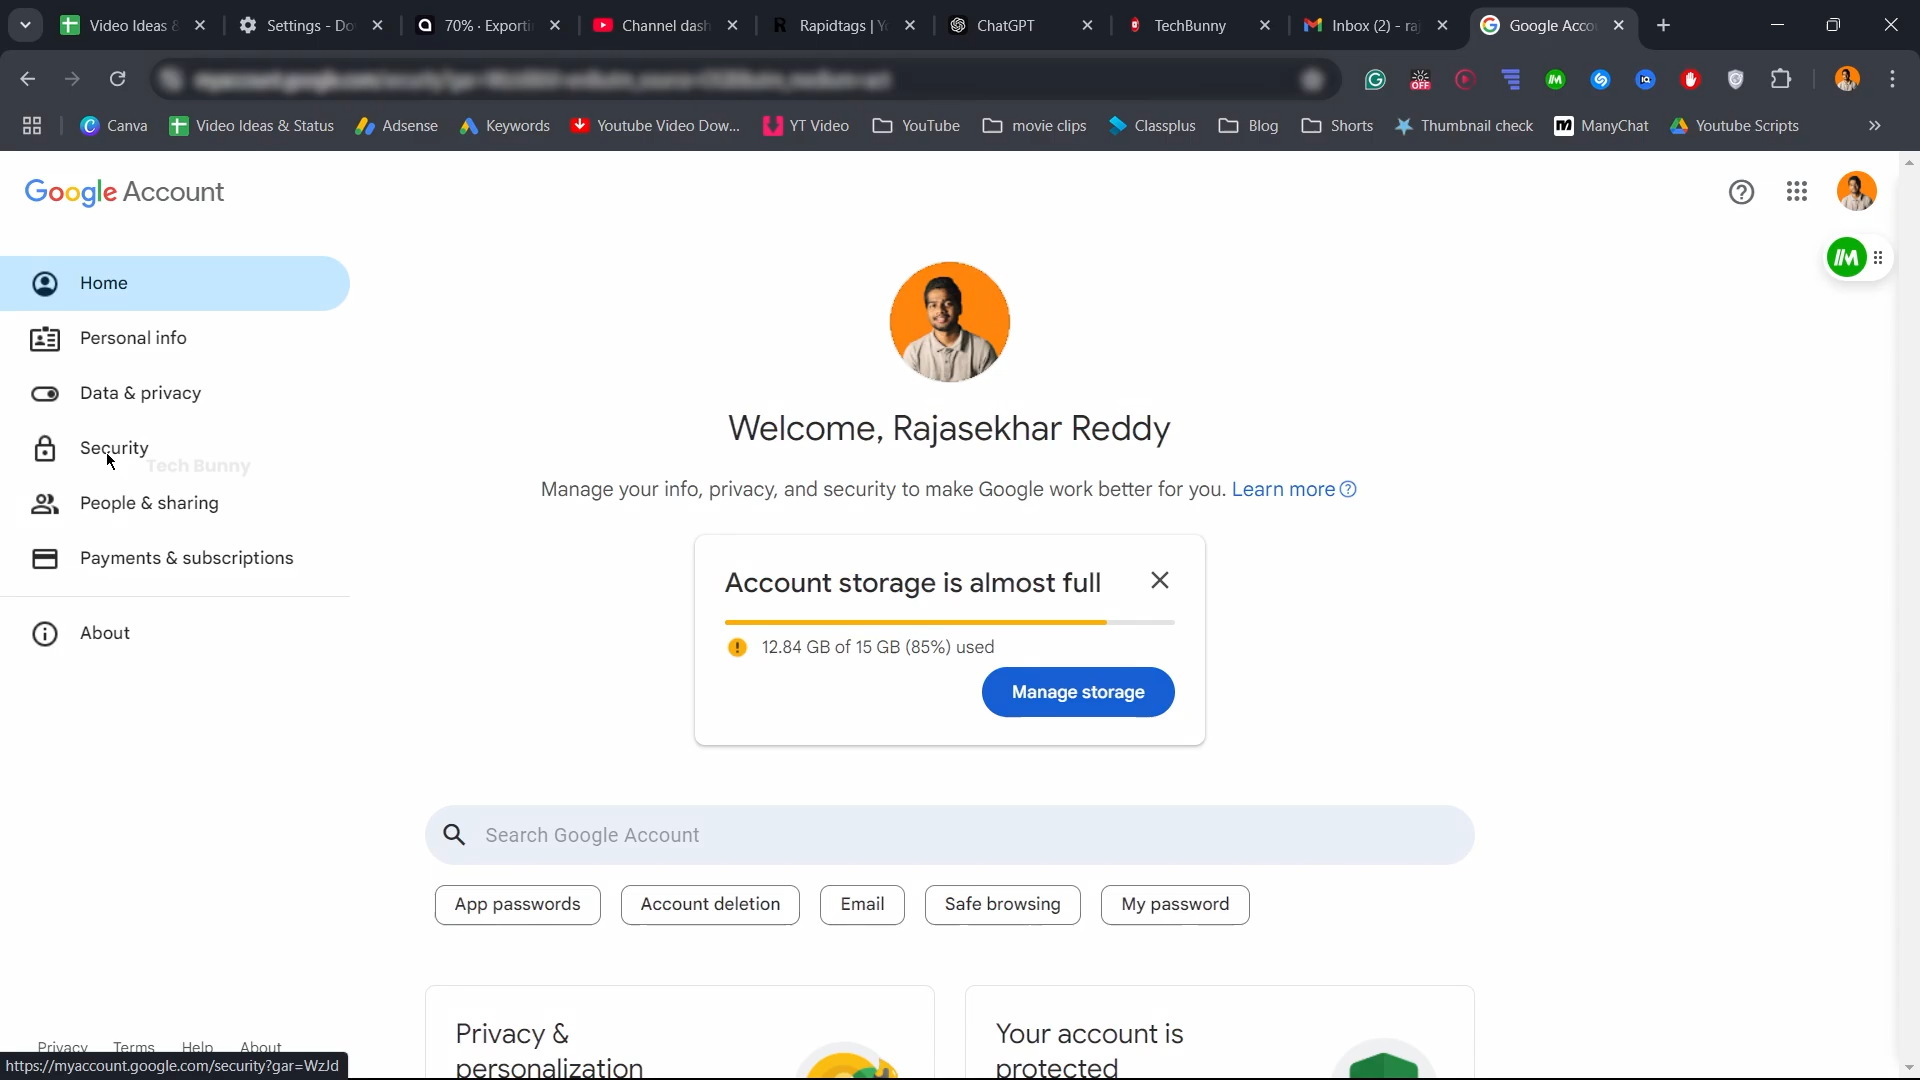 Video Ideas &
Settings - Do
70% · Exporti
Channel dash
Rapidtags | Yo
ChatGPT
TechBunny
Inbox (2) - raj
Google Acco
OFF
Canva
Video Ideas & Status
Adsense
Keywords
Youtube Video Dow...
YT Video
YouTube
movie clips
Classplus
Blog
Shorts
Thumbnail check
ManyChat
Youtube Scripts
Google Account
Home
Personal info
Data & privacy
Security
Tech Bunny
People & sharing
Payments & subscriptions
About
Welcome, Rajasekhar Reddy
Manage your info, privacy, and security to make Google work better for you. Learn more
Account storage is almost full
12.84 GB of 15 GB (85%) used
Manage storage
Search Google Account
App passwords
Account deletion
Email
Safe browsing
My password
Privacy &
personalization
Your account is
protected
Privacy Terms Help About
https://myaccount.google.com/security?gar=WzJd